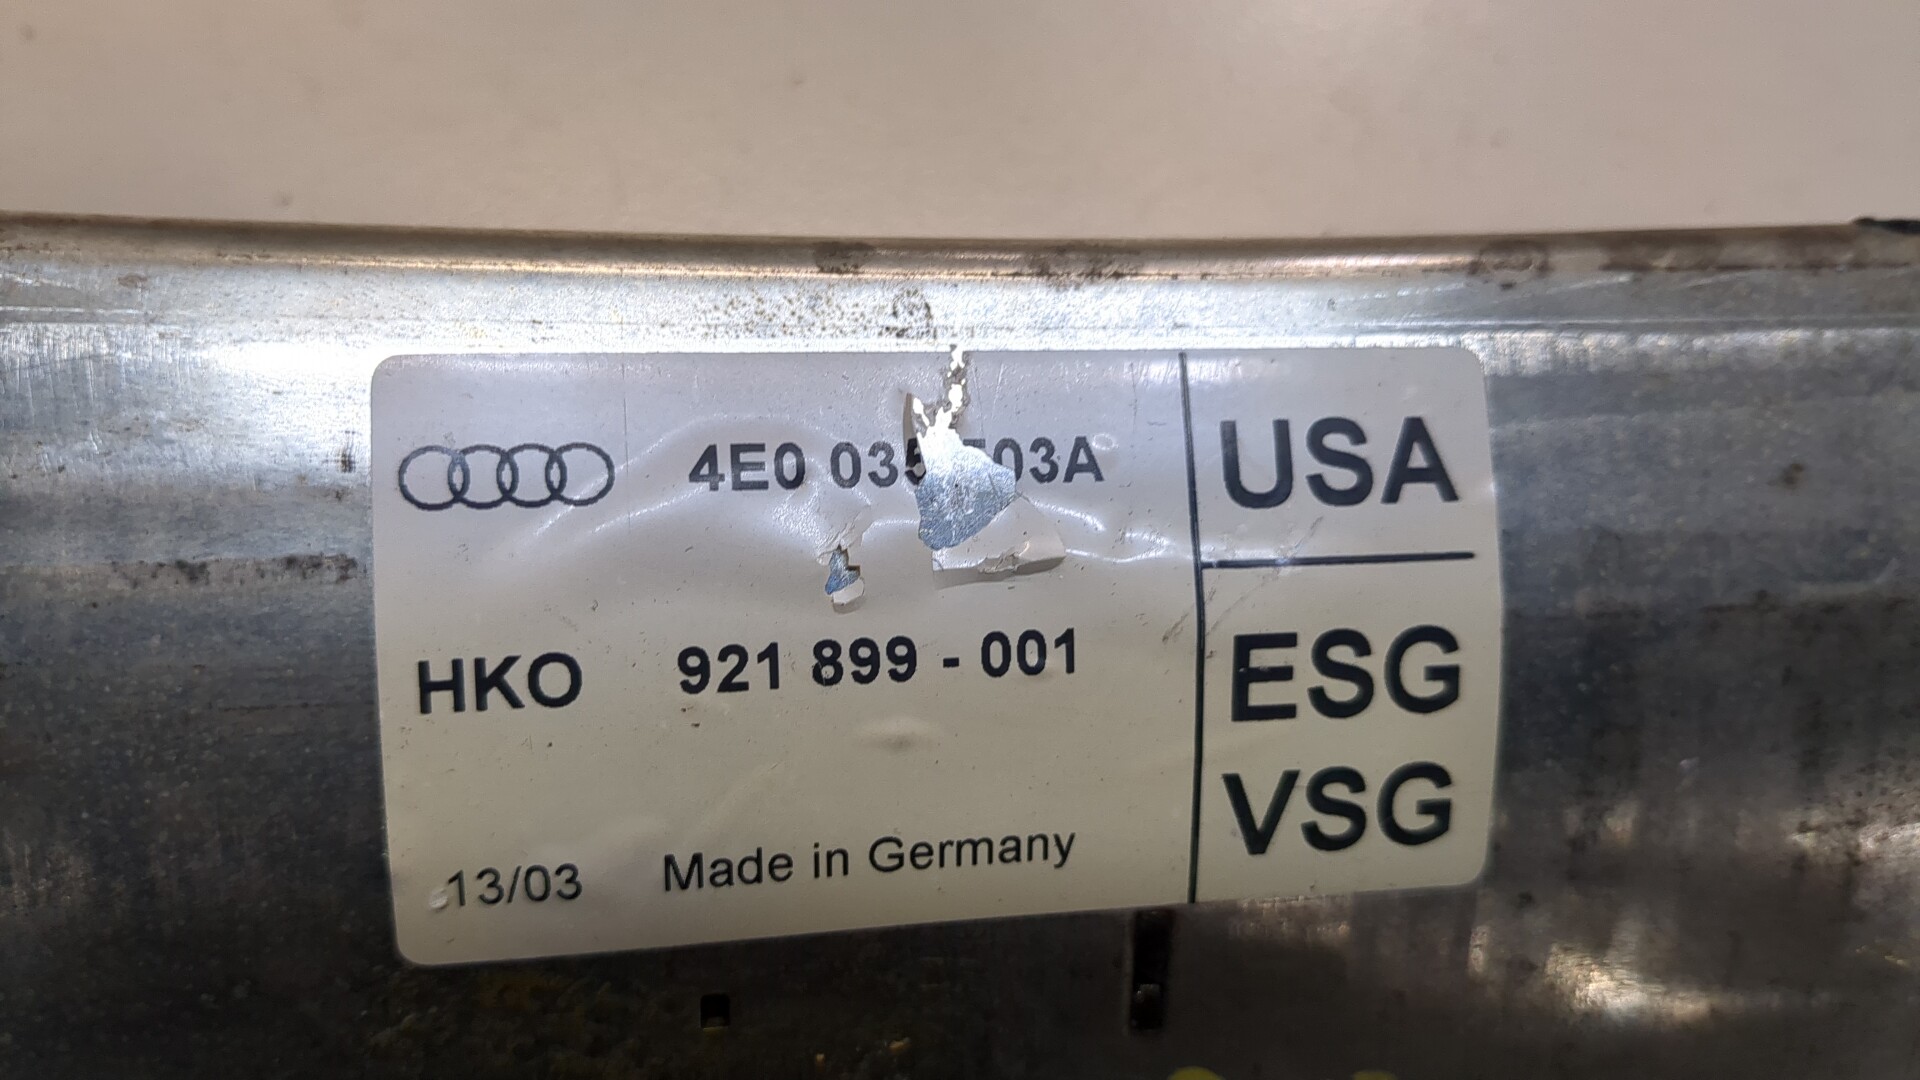 4E0 035 03A
USA
HKO 921 899 - 001
ESG
VSG
13/03 Made in Germany